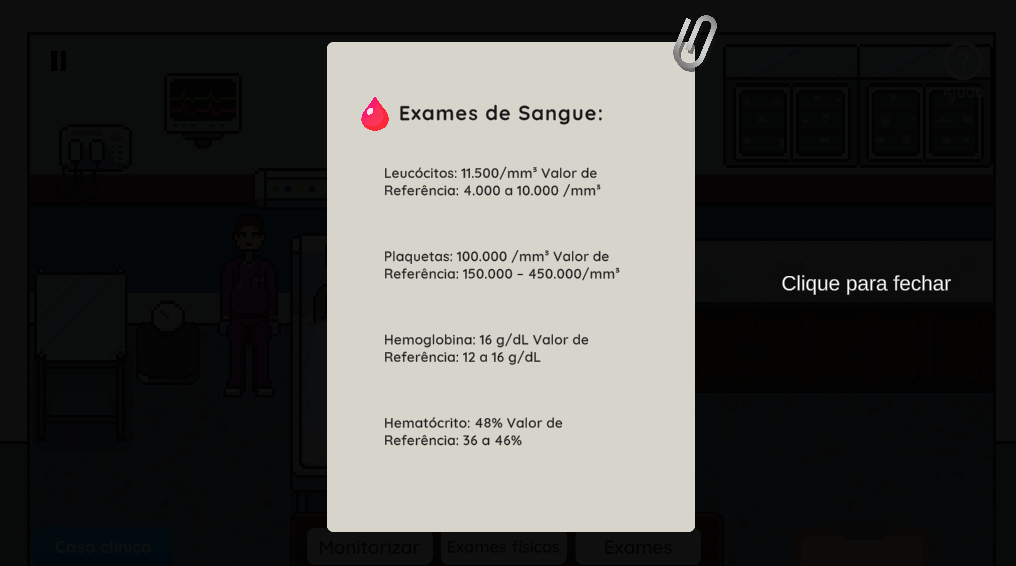 Exames de Sangue:
Leucócitos: 11.500/mm³ Valor de
Referência: 4.000 a 10.000 /mm³
Plaquetas: 100.000 /mm³ Valor de
Referência: 150.000 – 450.000/mm³
Hemoglobina: 16 g/dL Valor de
Referência: 12 a 16 g/dL
Hematócrito: 48% Valor de
Referência: 36 a 46%
Clique para fechar
?
Ajuda
Caso clínico
Monitorizar
Exames físicos
Exames